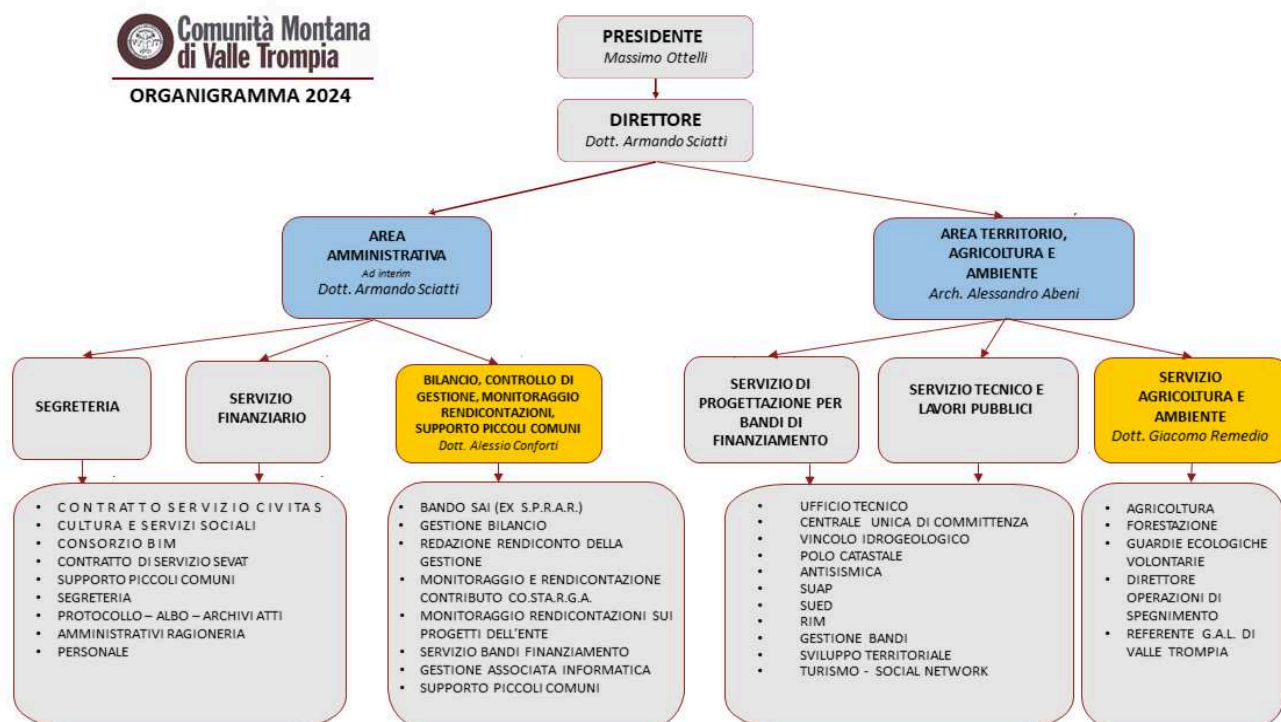 Comunità Montana
di Valle Trompia
ORGANIGRAMMA 2024
PRESIDENTE
Massimo Ottelli
DIRETTORE
Dott. Armando Sciatti
AREA
AMMINISTRATIVA
Ad interim
Dott. Armando Sciatti
AREA TERRITORIO,
AGRICOLTURA E
AMBIENTE
Arch. Alessandro Abeni
SEGRETERIA
SERVIZIO
FINANZIARIO
BILANCIO, CONTROLLO DI
GESTIONE, MONITORAGGIO
RENDICONTAZIONI,
SUPPORTO PICCOLI COMUNI
Dott. Alessio Conforti
SERVIZIO DI
PROGETTAZIONE PER
BANDI DI
FINANZIAMENTO
SERVIZIO TECNICO E
LAVORI PUBBLICI
SERVIZIO
AGRICOLTURA E
AMBIENTE
Dott. Giacomo Remedio
• CONTRATTO SERVIZIO CIVITAS
• CULTURA E SERVIZI SOCIALI
• CONSORZIO BIM
• CONTRATTO DI SERVIZIO SEVAT
• SUPPORTO PICCOLI COMUNI
• SEGRETERIA
• PROTOCOLLO – ALBO – ARCHIVI ATTI
• AMMINISTRATIVI RAGIONERIA
• PERSONALE
• BANDO SAI (EX S.P.R.A.R.)
• GESTIONE BILANCIO
• REDAZIONE RENDICONTO DELLA
GESTIONE
• MONITORAGGIO E RENDICONTAZIONE
CONTRIBUTO CO.STA.R.G.A.
• MONITORAGGIO RENDICONTAZIONI SUI
PROGETTI DELL'ENTE
• SERVIZIO BANDI FINANZIAMENTO
• GESTIONE ASSOCIATA INFORMATICA
• SUPPORTO PICCOLI COMUNI
• UFFICIO TECNICO
• CENTRALE UNICA DI COMMITTENZA
• VINCOLO IDROGEOLOGICO
• POLO CATASTALE
• ANTISISMICA
• SUAP
• SUED
• RIM
• GESTIONE BANDI
• SVILUPPO TERRITORIALE
• TURISMO - SOCIAL NETWORK
• AGRICOLTURA
• FORESTAZIONE
• GUARDIE ECOLOGICHE
VOLONTARIE
• DIRETTORE
OPERAZIONI DI
SPEGNIMENTO
• REFERENTE G.A.L. DI
VALLE TROMPIA